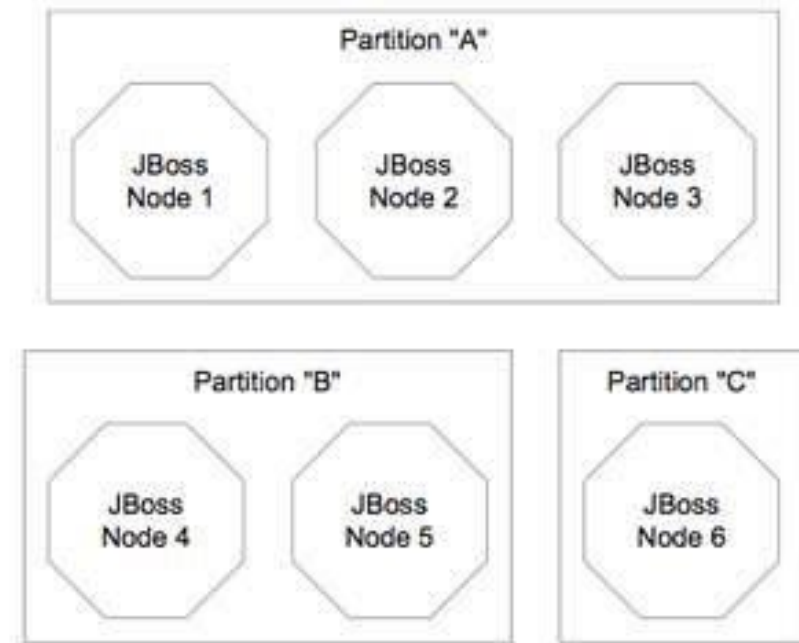 Partition "A"
JBoss
Node 1
JBoss
Node 2
JBoss
Node 3
Partition "B"
JBoss
Node 4
JBoss
Node 5
Partition "C"
JBoss
Node 6